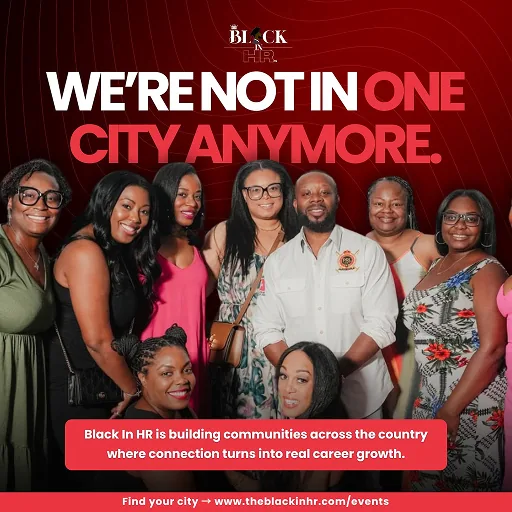 BLACK
IN
HR
WE'RE NOT IN ONE
CITY ANYMORE.
Black In HR is building communities across the country
where connection turns into real career growth.
Find your city → www.theblackinhr.com/events